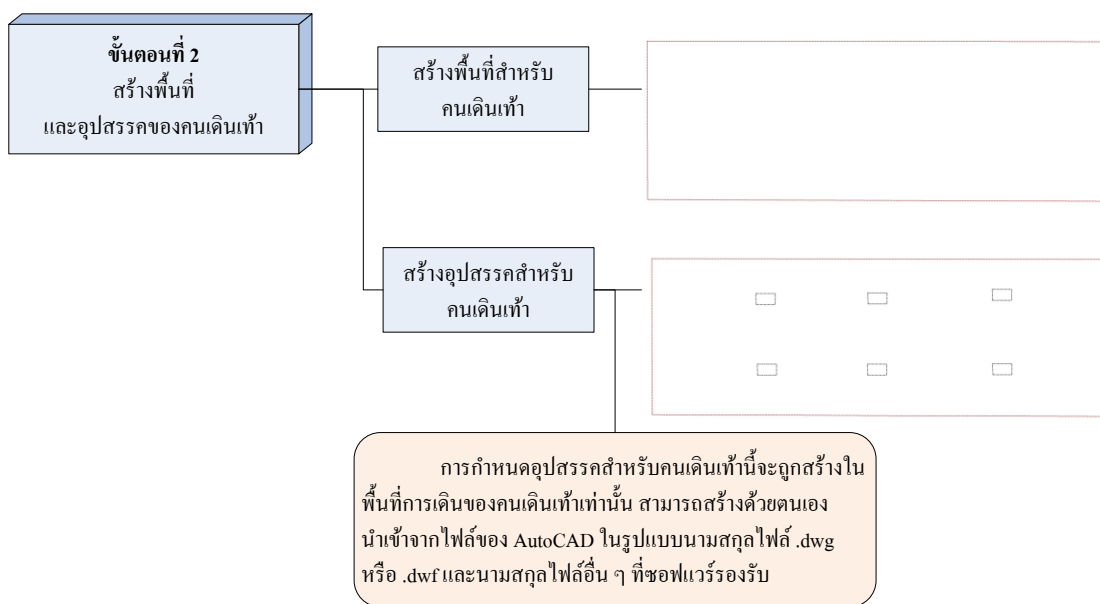 ขั้นตอนที่ 2
สร้างพื้นที่
และอุปสรรคของคนเดินเท้า
สร้างพื้นที่สำหรับ
คนเดินเท้า
สร้างอุปสรรคสำหรับ
คนเดินเท้า
การกำหนดอุปสรรคสำหรับคนเดินเท้านี้จะถูกสร้างใน
พื้นที่การเดินของคนเดินเท้าเท่านั้น สามารถสร้างด้วยตนเอง
นำเข้าจากไฟล์ของ AutoCAD ในรูปแบบนามสกุลไฟล์ .dwg
หรือ .dwf และนามสกุลไฟล์อื่น ๆ ที่ซอฟแวร์รองรับ